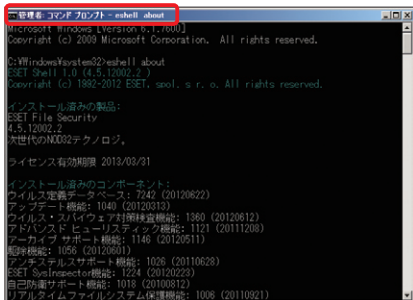 管理者: コマンド プロンプト - eshell about
Microsoft Windows [Version 6.1.7600]
Copyright (c) 2009 Microsoft Corporation.  All rights reserved.
C:¥Windows¥system32>eshell about
ESET Shell 1.0 (4.5.12002.2 )
Copyright (c) 1992-2012 ESET, spol. s r. o. All rights reserved.
インストール済みの製品:
ESET File Security
4.5.12002.2
次世代のNOD32テクノロジ。
ライセンス有効期限 2013/03/31
インストール済みのコンポーネント:
ウイルス定義データベース: 7242 (20120622)
アップデート機能: 1040 (20120313)
ウイルス・スパイウェア対策検査機能: 1360 (20120612)
アドバンスド ヒューリスティック機能: 1121 (20111208)
アーカイブ サポート機能: 1146 (20120511)
駆除機能: 1056 (20120601)
アンチステルスサポート機能: 1026 (20110628)
ESET SysInspector機能: 1224 (20120223)
自己防衛サポート機能: 1018 (20100812)
リアルタイムファイルシステム保護機能: 1006 (20110921)